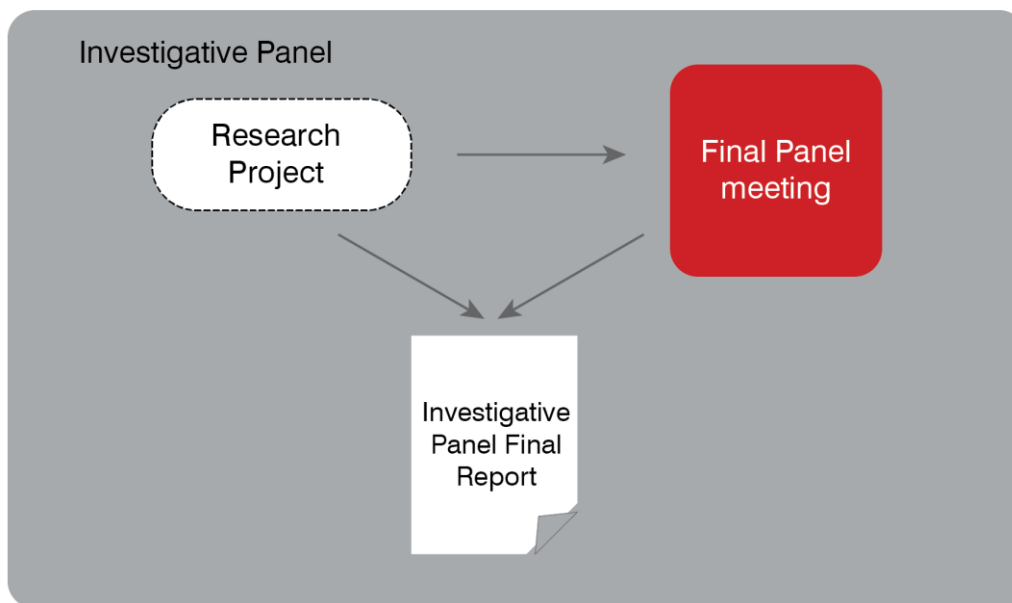 Investigative Panel
Research
Project
Final Panel
meeting
Investigative
Panel Final
Report